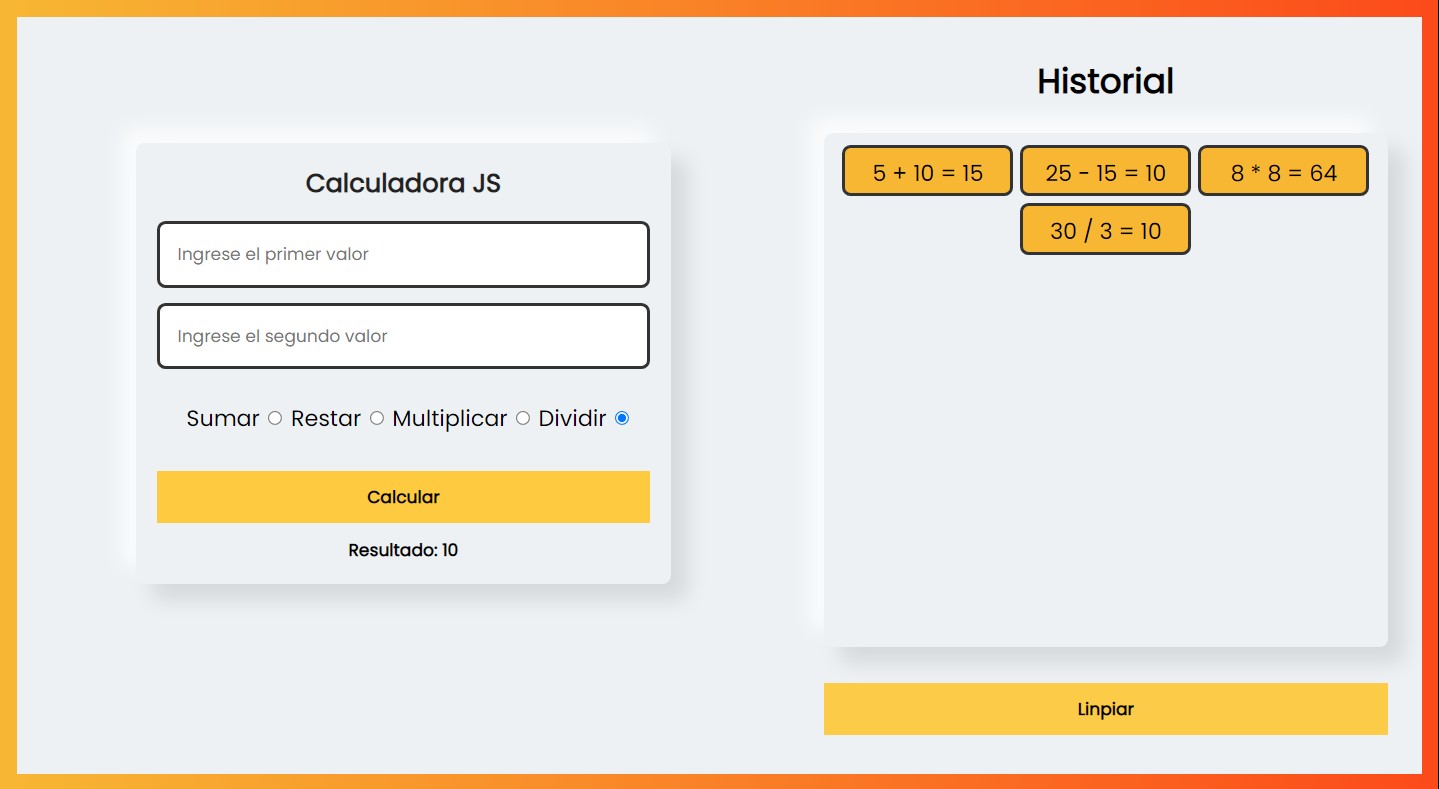 Calculadora JS
Ingrese el primer valor
Ingrese el segundo valor
Sumar Restar Multiplicar Dividir
Calcular
Resultado: 10
Historial
5 + 10 = 15 25 - 15 = 10 8 * 8 = 64
30 / 3 = 10
Linpiar